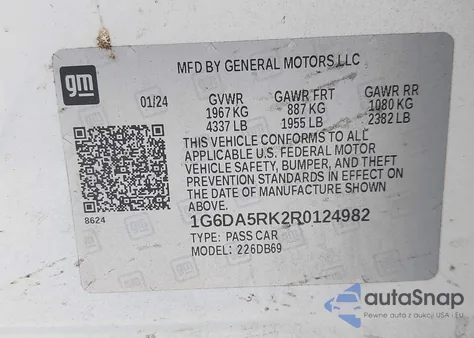 gm
MFD BY GENERAL MOTORS LLC
01/24 GVWR GAWR FRT GAWR RR
1967 KG 887 KG 1080 KG
4337 LB 1955 LB 2382 LB
THIS VEHICLE CONFORMS TO ALL
APPLICABLE U.S. FEDERAL MOTOR
VEHICLE SAFETY, BUMPER, AND THEFT
PREVENTION STANDARDS IN EFFECT ON
THE DATE OF MANUFACTURE SHOWN
ABOVE.
8624
1G6DA5RK2R0124982
TYPE: PASS CAR
MODEL: 226DB69
autoSnap
Pewne auta z aukcji USA i EU